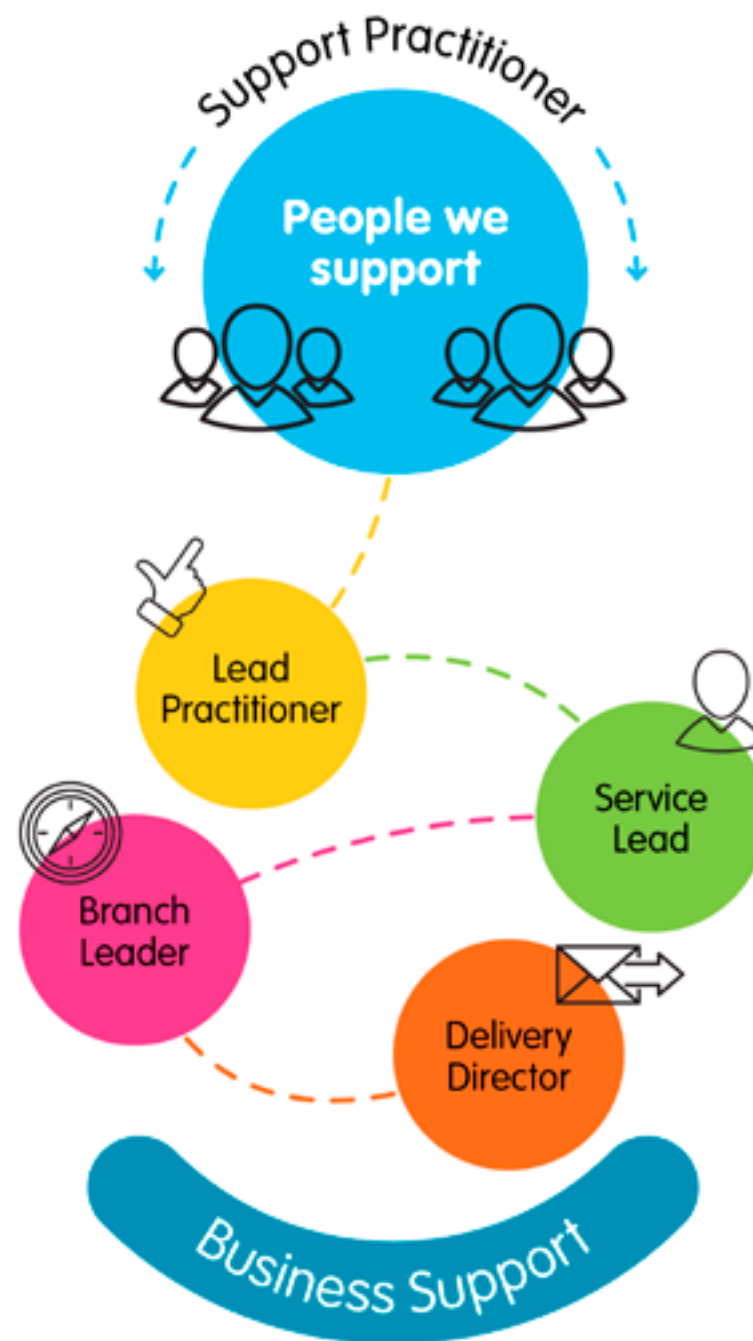 Support Practitioner
People we
support
Lead
Practitioner
Service
Lead
Branch
Leader
Delivery
Director
Business Support